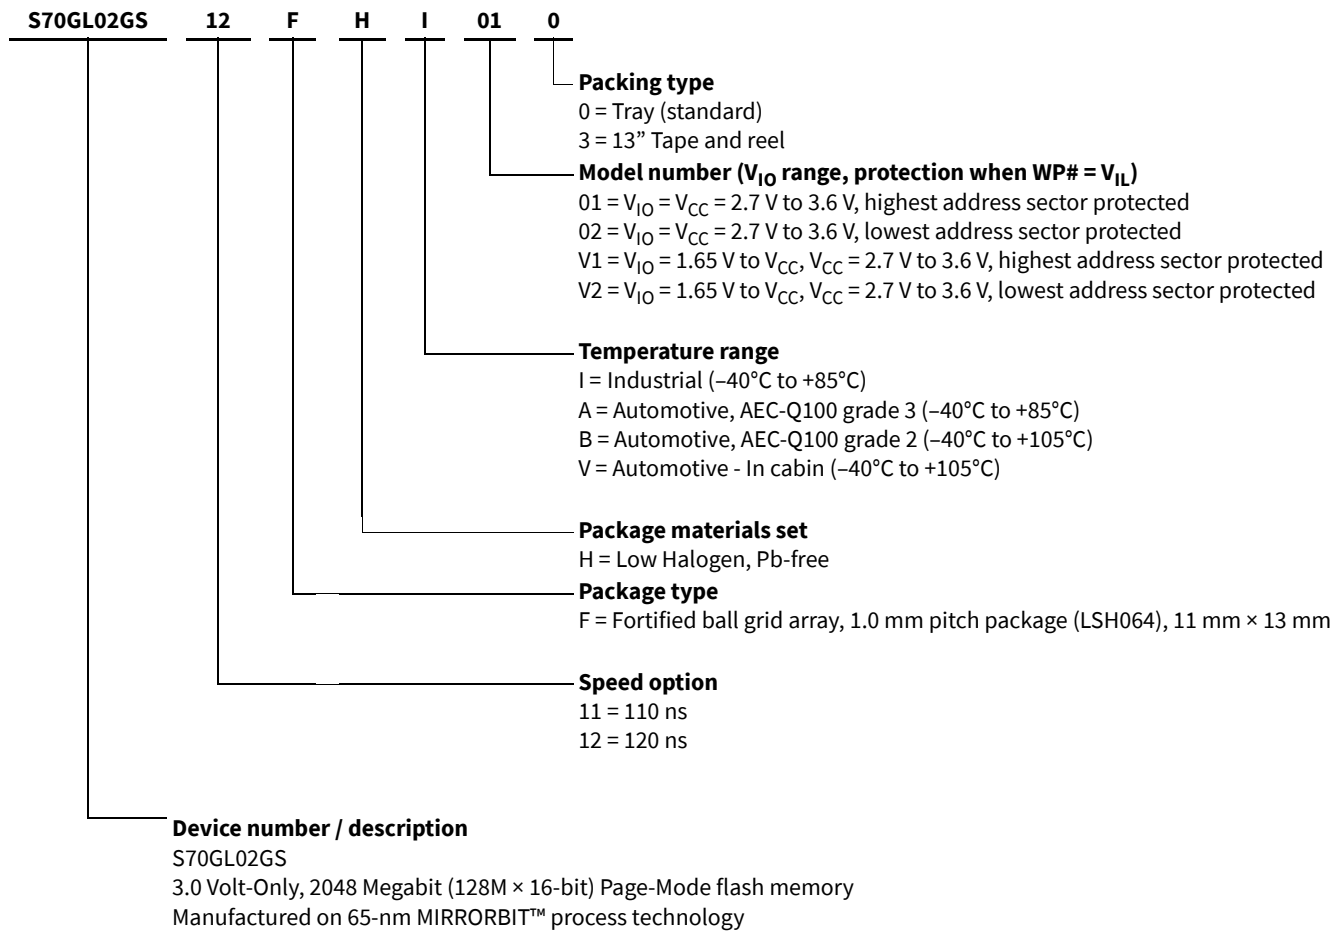 S70GL02GS 12 F H I 01 0
Packing type
0 = Tray (standard)
3 = 13” Tape and reel
Model number (VIO range, protection when WP# = VIL)
01 = VIO = VCC = 2.7 V to 3.6 V, highest address sector protected
02 = VIO = VCC = 2.7 V to 3.6 V, lowest address sector protected
V1 = VIO = 1.65 V to VCC, VCC = 2.7 V to 3.6 V, highest address sector protected
V2 = VIO = 1.65 V to VCC, VCC = 2.7 V to 3.6 V, lowest address sector protected
Temperature range
I = Industrial (–40°C to +85°C)
A = Automotive, AEC-Q100 grade 3 (–40°C to +85°C)
B = Automotive, AEC-Q100 grade 2 (–40°C to +105°C)
V = Automotive - In cabin (–40°C to +105°C)
Package materials set
H = Low Halogen, Pb-free
Package type
F = Fortified ball grid array, 1.0 mm pitch package (LSH064), 11 mm × 13 mm
Speed option
11 = 110 ns
12 = 120 ns
Device number / description
S70GL02GS
3.0 Volt-Only, 2048 Megabit (128M × 16-bit) Page-Mode flash memory
Manufactured on 65-nm MIRRORBIT™ process technology